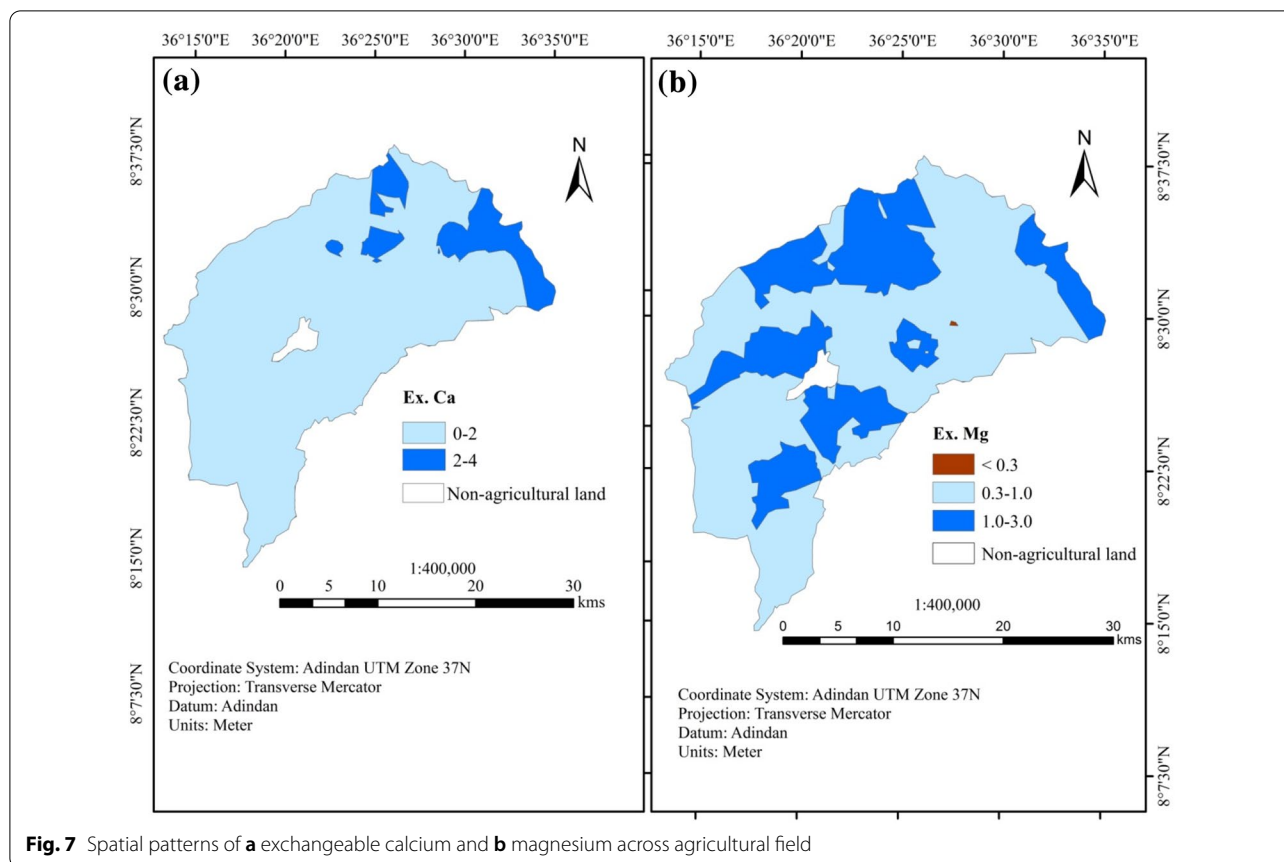 36°15'0"E 36°20'0"E 36°25'0"E 36°30'0"E 36°35'0"E
(a)
N
8°37'30"N
8°30'0"N
8°22'30"N
8°15'0"N
8°7'30"N
Ex. Ca
0-2
2-4
Non-agricultural land
1:400,000
0 5 10 20 30
kms
Coordinate System: Adindan UTM Zone 37N
Projection: Transverse Mercator
Datum: Adindan
Units: Meter
36°15'0"E 36°20'0"E 36°25'0"E 36°30'0"E 36°35'0"E
(b)
N
8°37'30"N
8°30'0"N
8°22'30"N
8°15'0"N
8°7'30"N
Ex. Mg
< 0.3
0.3-1.0
1.0-3.0
Non-agricultural land
1:400,000
0 5 10 20 30
kms
Coordinate System: Adindan UTM Zone 37N
Projection: Transverse Mercator
Datum: Adindan
Units: Meter
Fig. 7 Spatial patterns of a exchangeable calcium and b magnesium across agricultural field